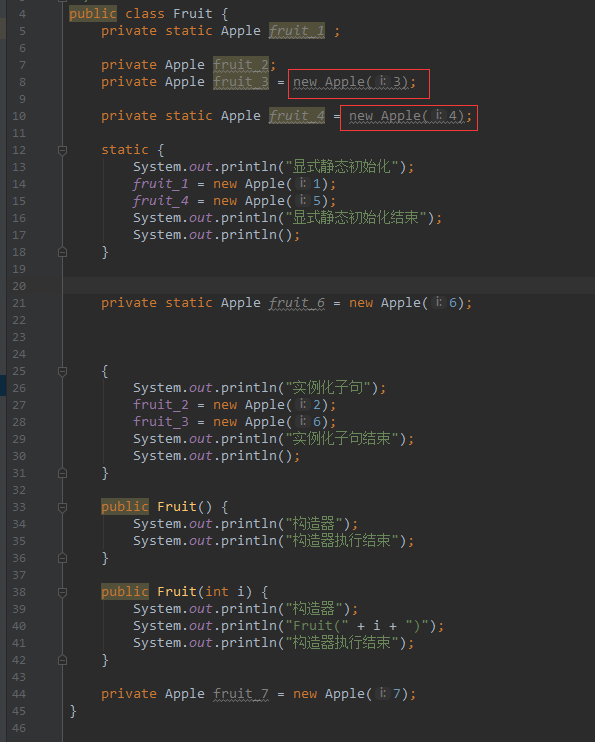 4 public class Fruit {
5 private static Apple fruit_1 ;
6
7 private Apple fruit_2;
8 private Apple fruit_3 = new Apple( i: 3);
9
10 private static Apple fruit_4 = new Apple( i: 4);
11
12 static {
13 System.out.println("显式静态初始化");
14 fruit_1 = new Apple( i: 1);
15 fruit_4 = new Apple( i: 5);
16 System.out.println("显式静态初始化结束");
17 System.out.println();
18 }
19
20
21 private static Apple fruit_6 = new Apple( i: 6);
22
23
24
25 {
26 System.out.println("实例化子句");
27 fruit_2 = new Apple( i: 2);
28 fruit_3 = new Apple( i: 6);
29 System.out.println("实例化子句结束");
30 System.out.println();
31 }
32
33 public Fruit() {
34 System.out.println("构造器");
35 System.out.println("构造器执行结束");
36 }
37
38 public Fruit(int i) {
39 System.out.println("构造器");
40 System.out.println("Fruit(" + i + ")");
41 System.out.println("构造器执行结束");
42 }
43
44 private Apple fruit_7 = new Apple( i: 7);
45 }
46